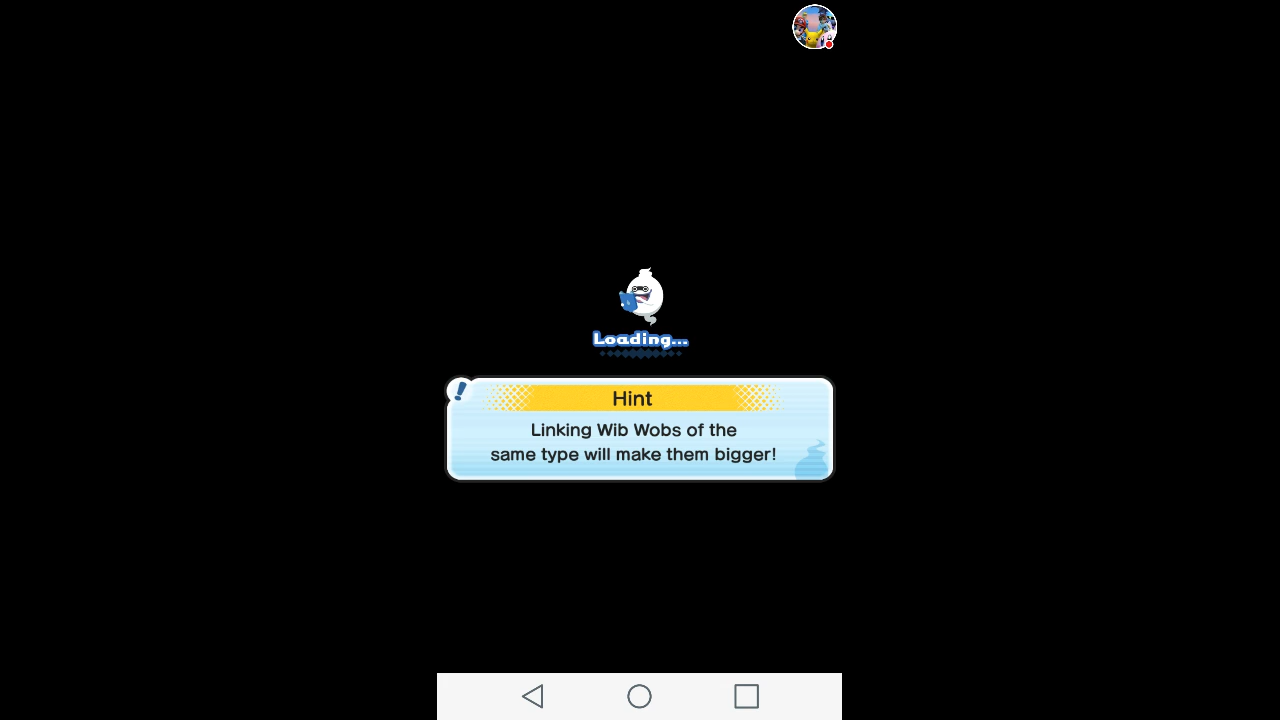 Loading...
!
Hint
Linking Wib Wobs of the
same type will make them bigger!